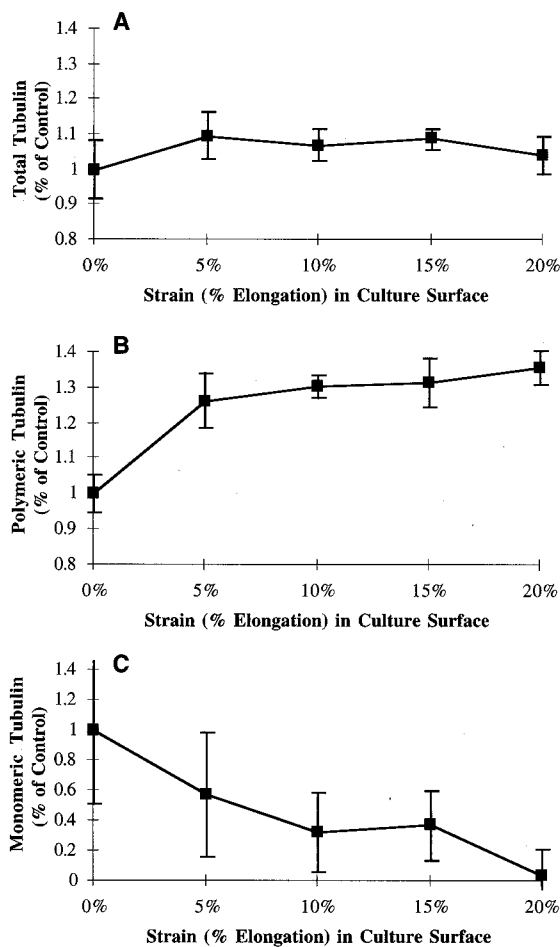 A
Total Tubulin
(% of Control)
1.4
1.3
1.2
1.1
1
0.9
0.8
0% 5% 10% 15% 20%
Strain (% Elongation) in Culture Surface
B
Polymeric Tubulin
(% of Control)
1.4
1.3
1.2
1.1
1
0.9
0.8
0% 5% 10% 15% 20%
Strain (% Elongation) in Culture Surface
C
Monomeric Tubulin
(% of Control)
1.4
1.2
1
0.8
0.6
0.4
0.2
0
0% 5% 10% 15% 20%
Strain (% Elongation) in Culture Surface